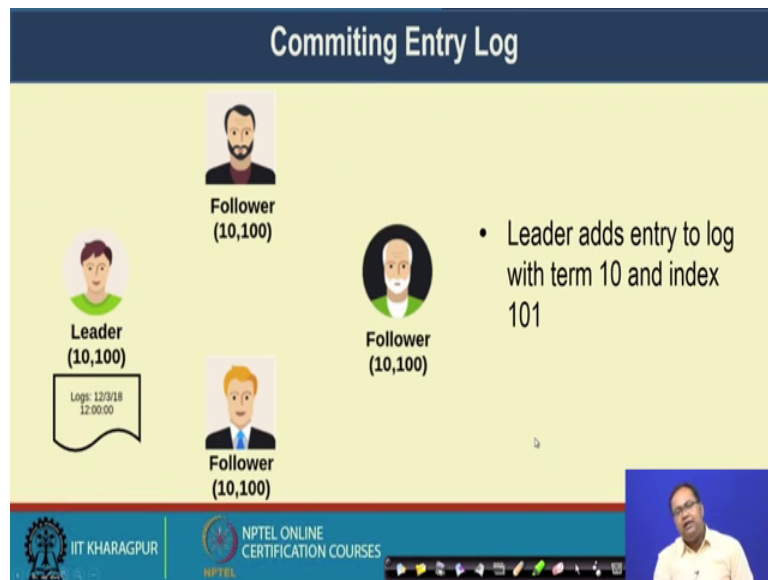 Commiting Entry Log
Follower
(10,100)
Leader
(10,100)
Logs: 12/3/18
12:00:00
Follower
(10,100)
Follower
(10,100)
• Leader adds entry to log
with term 10 and index
101
IIT KHARAGPUR
NPTEL
NPTEL ONLINE
CERTIFICATION COURSES